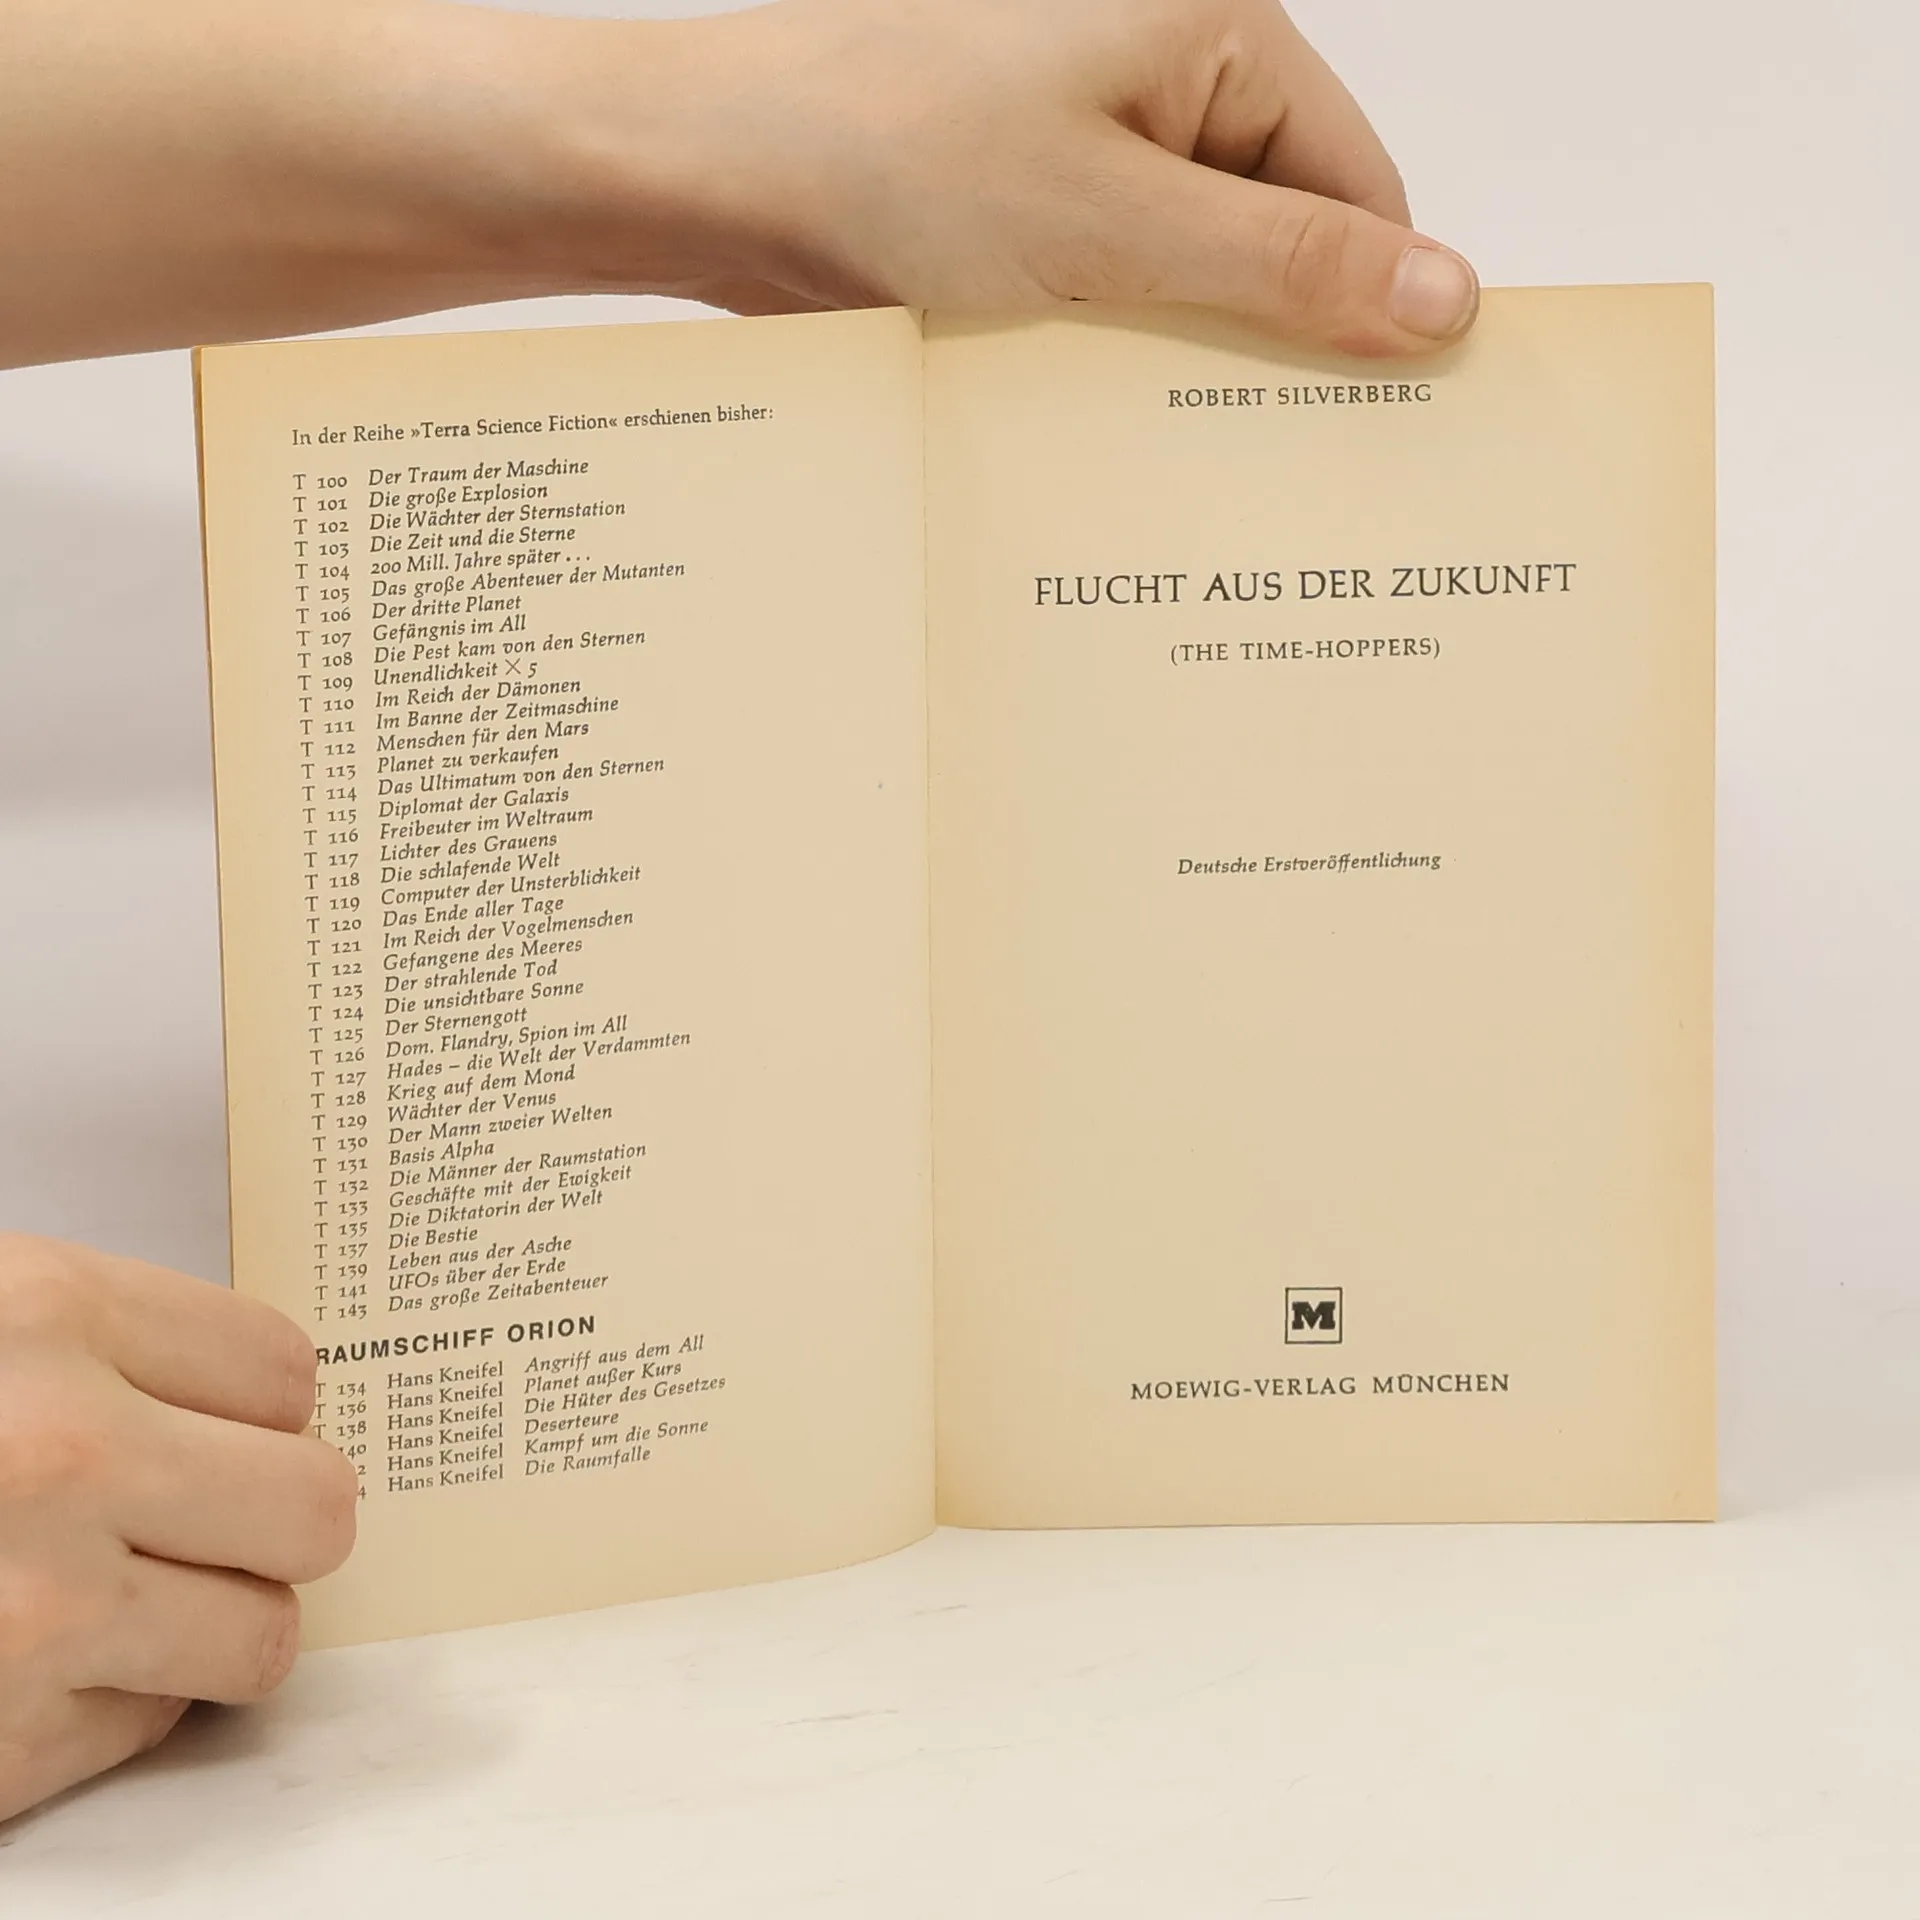 In der Reihe »Terra Science Fiction« erschienen bisher:
T 100 Der Traum der Maschine
T 101 Die große Explosion
T 102 Die Wächter der Sternstation
T 103 Die Zeit und die Sterne
T 104 200 Mill. Jahre später ...
T 105 Das große Abenteuer der Mutanten
T 106 Der dritte Planet
T 107 Gefängnis im All
T 108 Die Pest kam von den Sternen
T 109 Unendlichkeit × 5
T 110 Im Reich der Dämonen
T 111 Im Banne der Zeitmaschine
T 112 Menschen für den Mars
T 113 Planet zu verkaufen
T 114 Das Ultimatum von den Sternen
T 115 Diplomat der Galaxis
T 116 Freibeuter im Weltraum
T 117 Lichter des Grauens
T 118 Die schlafende Welt
T 119 Computer der Unsterblichkeit
T 120 Das Ende aller Tage
T 121 Im Reich der Vogelmenschen
T 122 Gefangene des Meeres
T 123 Der strahlende Tod
T 124 Die unsichtbare Sonne
T 125 Der Sternengott
T 126 Dom. Flandry, Spion im All
T 127 Hades – die Welt der Verdammten
T 128 Krieg auf dem Mond
T 129 Wächter der Venus
T 130 Der Mann zweier Welten
T 131 Basis Alpha
T 132 Die Männer der Raumstation
T 133 Geschäfte mit der Ewigkeit
T 135 Die Diktatorin der Welt
T 137 Die Bestie
T 139 Leben aus der Asche
T 141 UFOs über der Erde
T 143 Das große Zeitabenteuer
RAUMSCHIFF ORION
T 134 Hans Kneifel Angriff aus dem All
T 136 Hans Kneifel Planet außer Kurs
T 138 Hans Kneifel Die Hüter des Gesetzes
40 Hans Kneifel Deserteure
2 Hans Kneifel Kampf um die Sonne
4 Hans Kneifel Die Raumfalle
ROBERT SILVERBERG
FLUCHT AUS DER ZUKUNFT
(THE TIME-HOPPERS)
Deutsche Erstveröffentlichung
M
MOEWIG-VERLAG MÜNCHEN